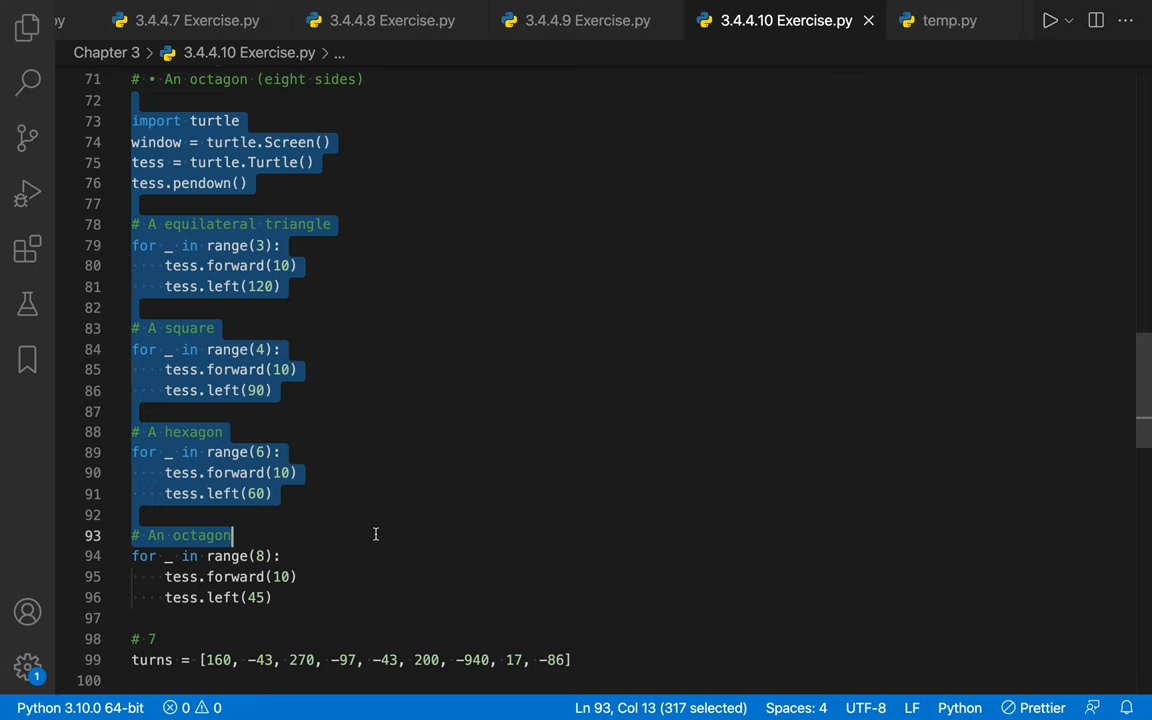 y
3.4.4.7 Exercise.py
3.4.4.8 Exercise.py
3.4.4.9 Exercise.py
3.4.4.10 Exercise.py
temp.py
Chapter 3 > 3.4.4.10 Exercise.py > ...
71 # • An octagon (eight sides)
72
73 import turtle
74 window = turtle.Screen()
75 tess = turtle.Turtle()
76 tess.pendown()
77
78 # A equilateral triangle
79 for _ in range(3):
80     tess.forward(10)
81     tess.left(120)
82
83 # A square
84 for _ in range(4):
85     tess.forward(10)
86     tess.left(90)
87
88 # A hexagon
89 for _ in range(6):
90     tess.forward(10)
91     tess.left(60)
92
93 # An octagon
94 for _ in range(8):
95     tess.forward(10)
96     tess.left(45)
97
98 # 7
99 turns = [160, -43, 270, -97, -43, 200, -940, 17, -86]
100
1
Python 3.10.0 64-bit 0 0 Ln 93, Col 13 (317 selected) Spaces: 4 UTF-8 LF Python Prettier